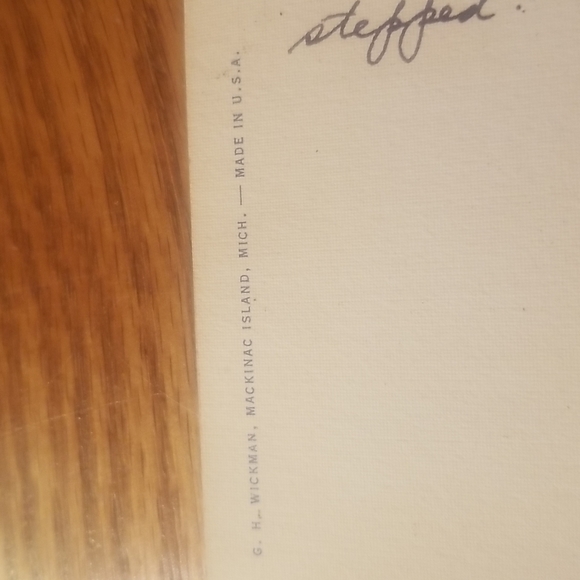 stepped.
G. H. WICKMAN, MACKINAC ISLAND, MICH. — MADE IN U.S.A.